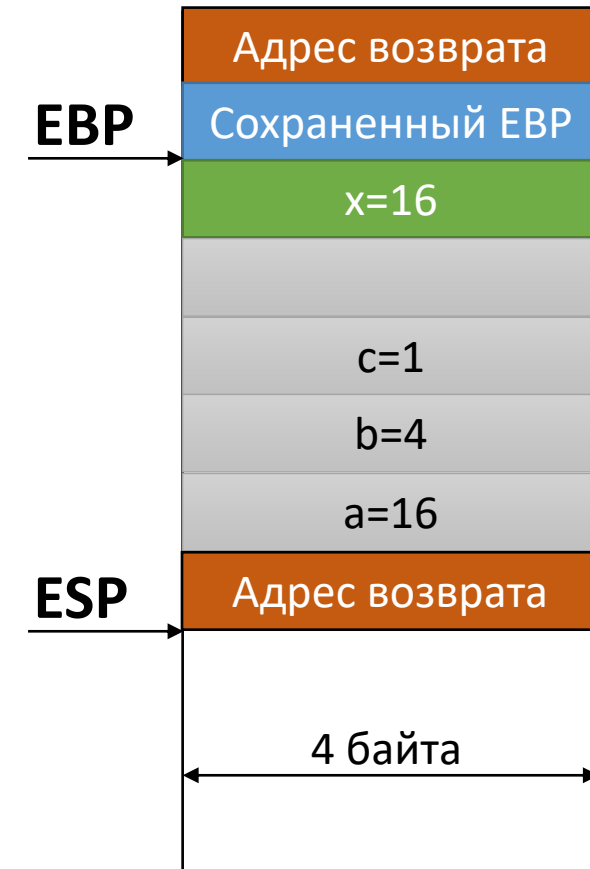 Адрес возврата
EBP
Сохраненный EBP
x=16
c=1
b=4
a=16
ESP
Адрес возврата
4 байта